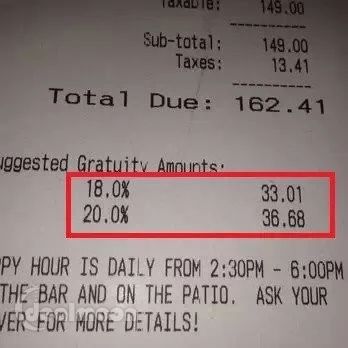 Taxable: 149.00
Sub-total: 149.00
Taxes: 13.41
Total Due: 162.41
uggested Gratuity Amounts:
18.0% 33.01
20.0% 36.68
PY HOUR IS DAILY FROM 2:30PM - 6:00PM
THE BAR AND ON THE PATIO. ASK YOUR
VER FOR MORE DETAILS!